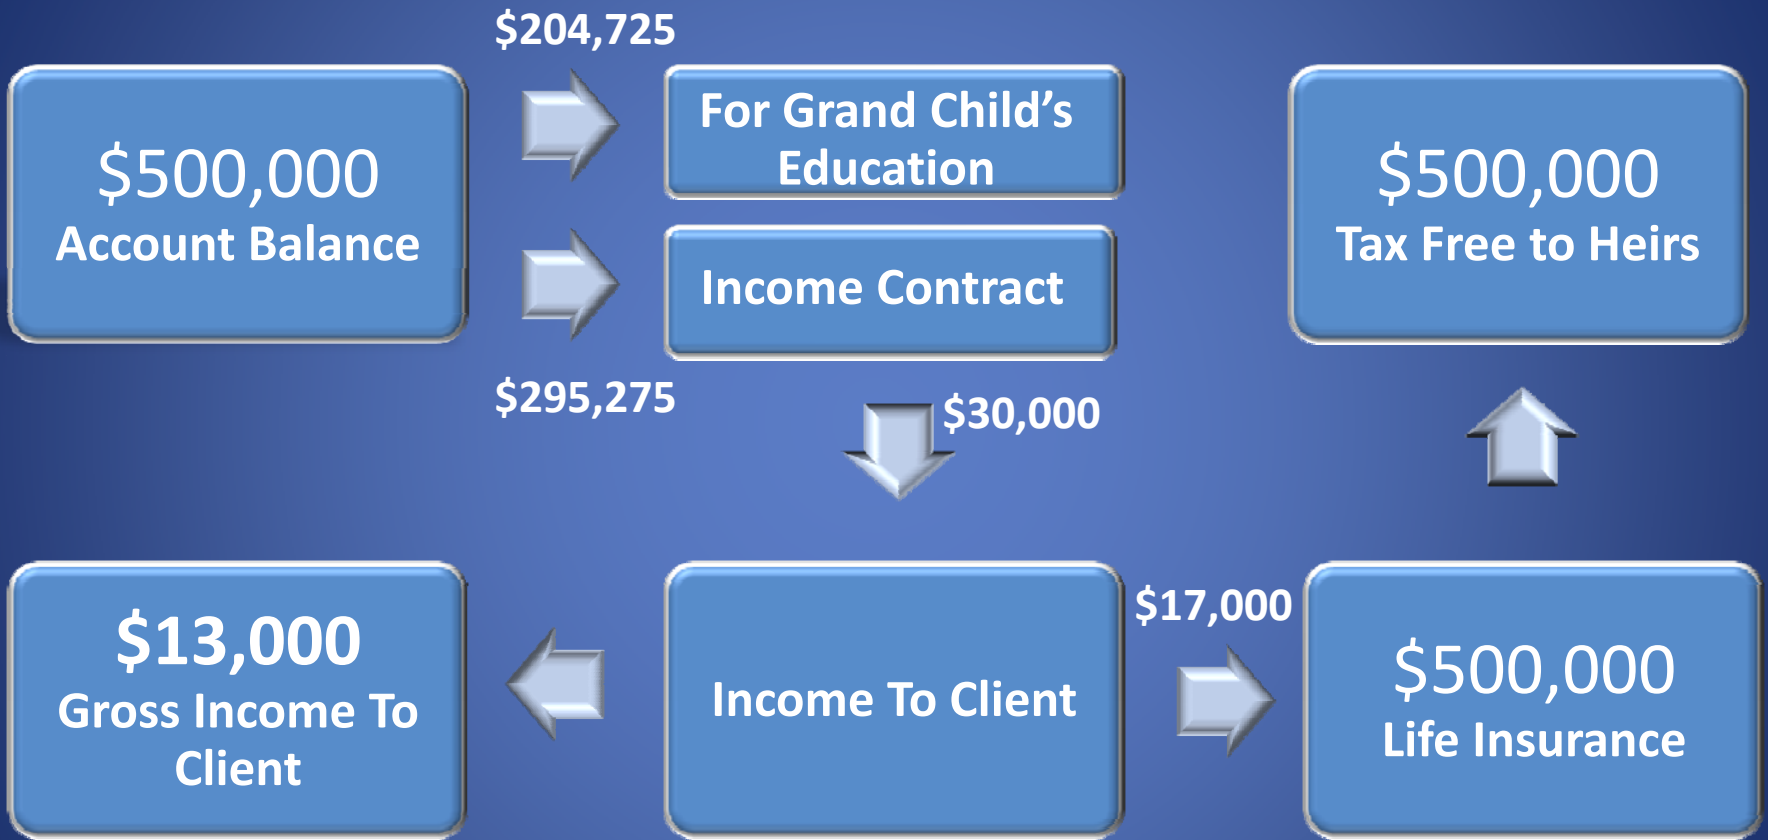 $204,725
$500,000
Account Balance
For Grand Child’s
Education
Income Contract
$500,000
Tax Free to Heirs
$295,275
$30,000
$13,000
Gross Income To
Client
Income To Client
$17,000
$500,000
Life Insurance